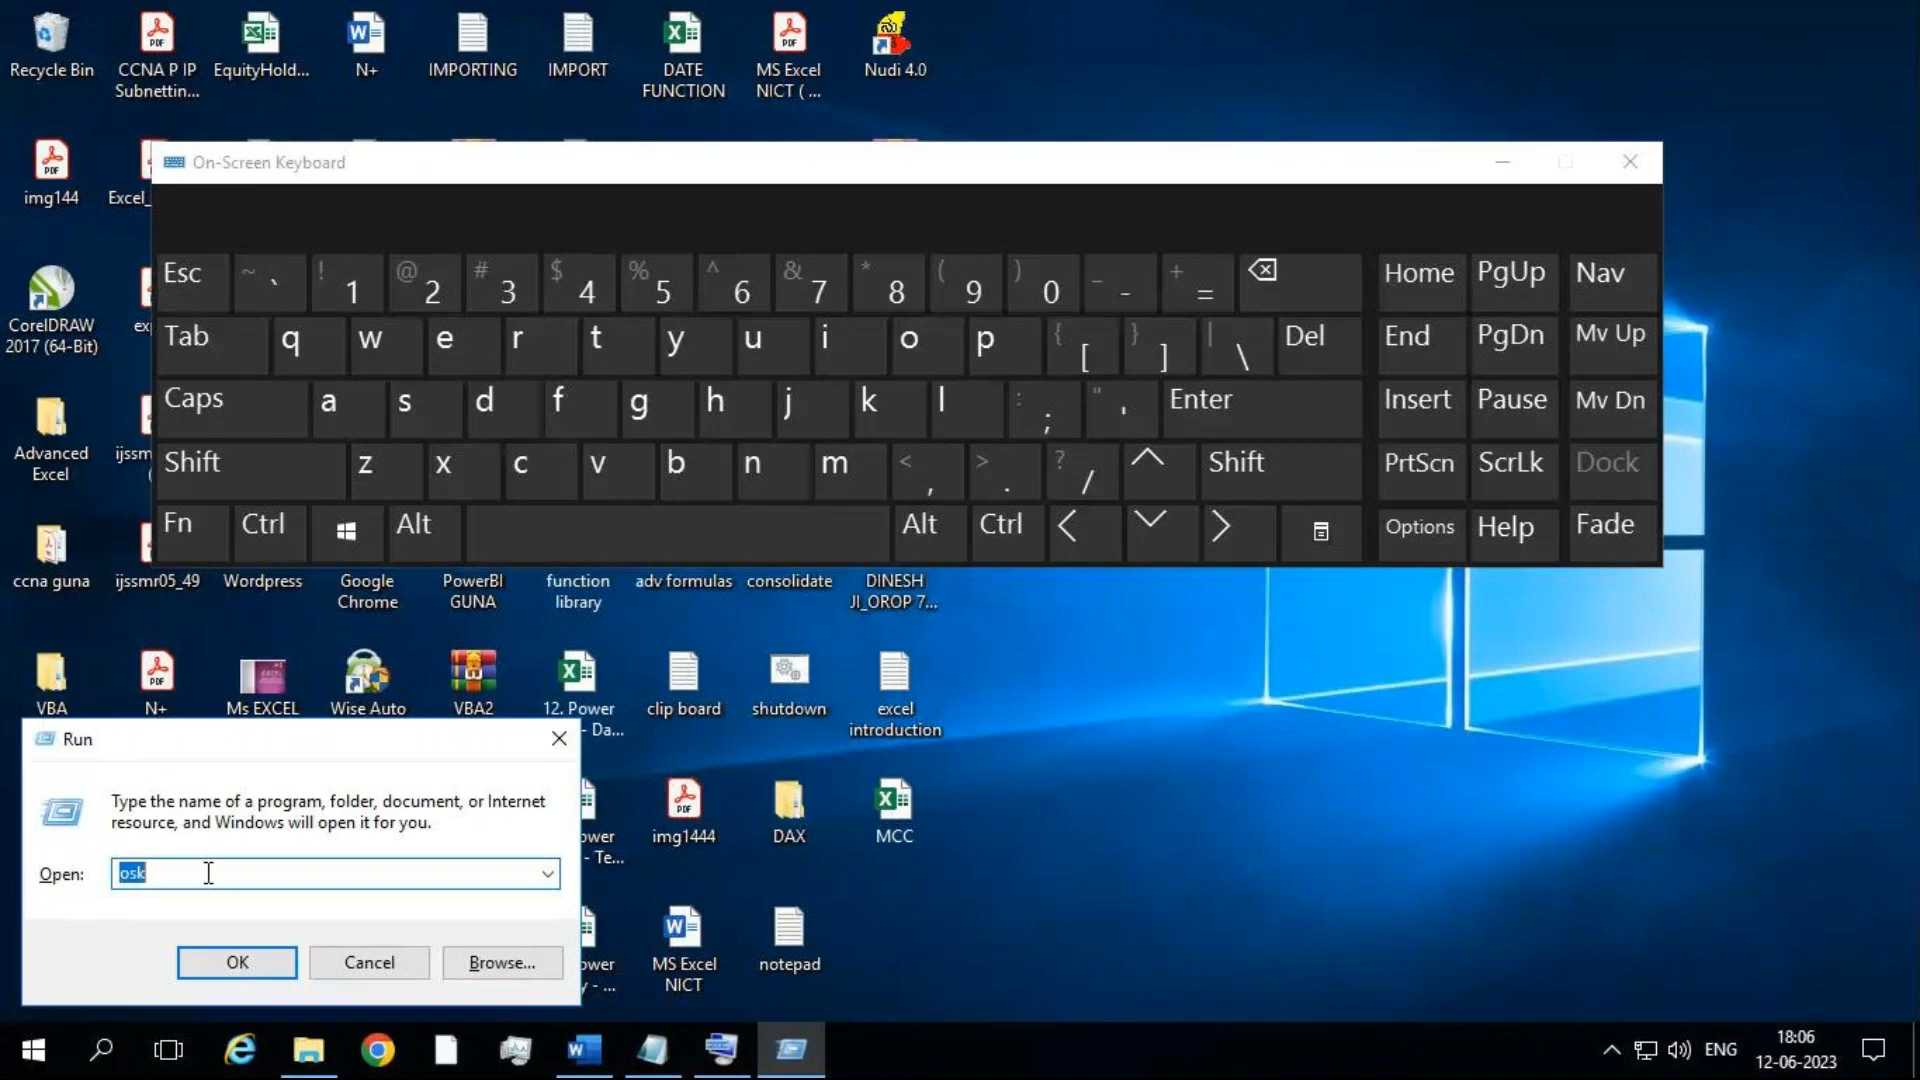 Recycle Bin
CCNA P IP
Subnettin...
EquityHold...
N+
IMPORTING
IMPORT
DATE
FUNCTION
MS Excel
NICT ( ...
Nudi 4.0
img144
Excel_
CorelDRAW
2017 (64-Bit)
Advanced
Excel
ijssm
ccna guna
ijssmr05_49
Wordpress
Google
Chrome
PowerBI
GUNA
function
library
adv formulas
consolidate
DINESH
JI_OROP 7...
VBA
N+
Ms EXCEL
Wise Auto
VBA2
12. Power
- Da...
clip board
shutdown
excel
introduction
ower
- Te...
img1444
DAX
MCC
ower
y - ...
MS Excel
NICT
notepad
On-Screen Keyboard
Esc ~ ` ! 1 @ 2 # 3 $ 4 % 5 ^ 6 & 7 * 8 ( 9 ) 0 _ - + = Home PgUp Nav
Tab q w e r t y u i o p { [ } ] | \ Del End PgDn Mv Up
Caps a s d f g h j k l : ; " ' Enter Insert Pause Mv Dn
Shift z x c v b n m < , > . ? / Shift PrtScn ScrLk Dock
Fn Ctrl Alt Alt Ctrl Options Help Fade
Run
Type the name of a program, folder, document, or Internet
resource, and Windows will open it for you.
Open: osk
OK Cancel Browse...
ENG
18:06
12-06-2023